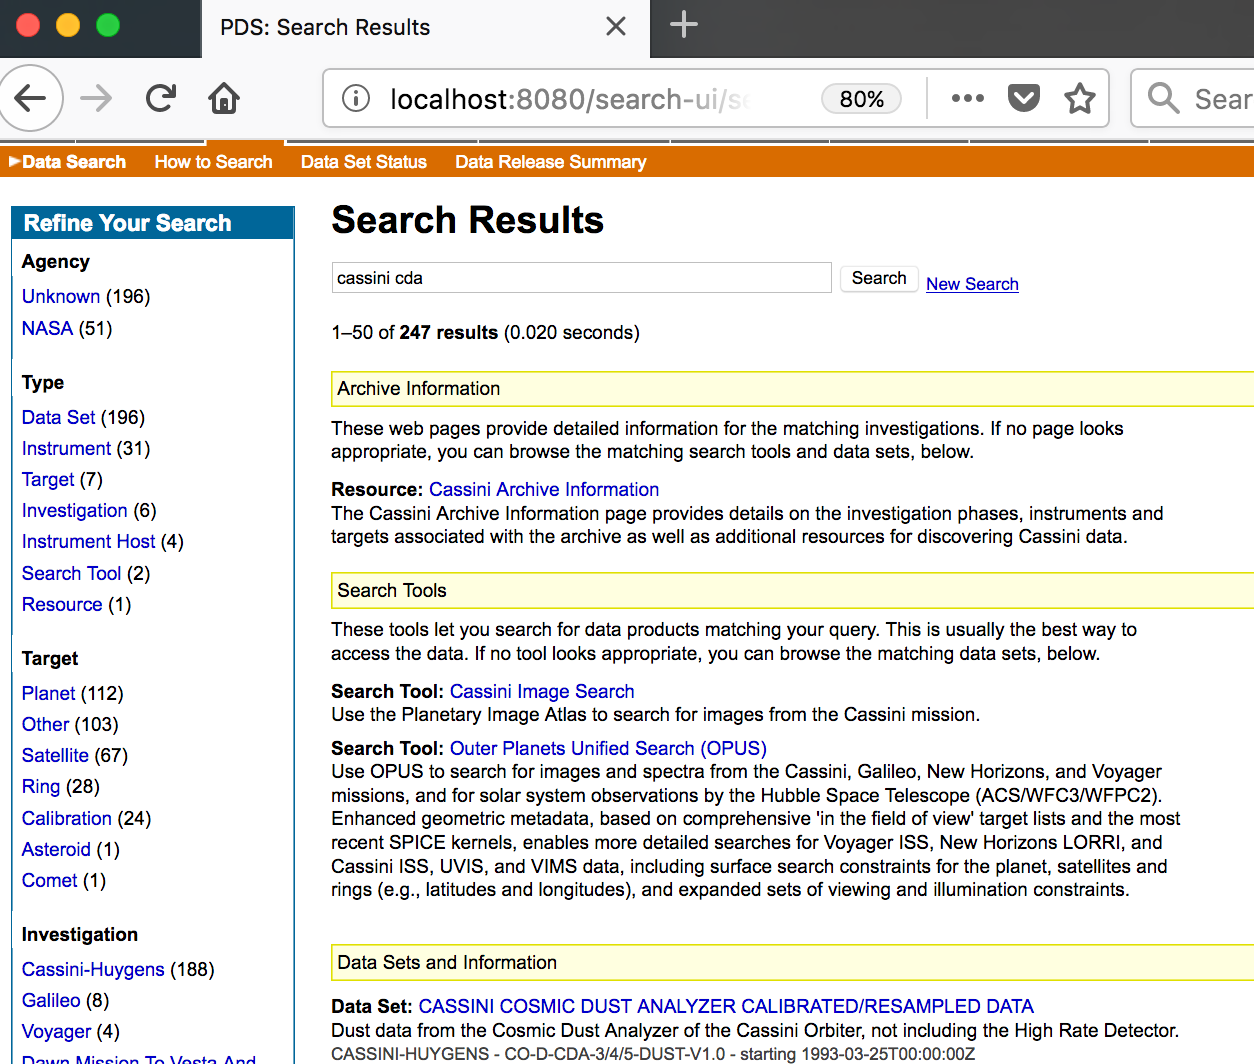 PDS: Search Results
localhost:8080/search-ui/se
80%
Sear
Data Search How to Search Data Set Status Data Release Summary
Refine Your Search
Agency
Unknown (196)
NASA (51)
Type
Data Set (196)
Instrument (31)
Target (7)
Investigation (6)
Instrument Host (4)
Search Tool (2)
Resource (1)
Target
Planet (112)
Other (103)
Satellite (67)
Ring (28)
Calibration (24)
Asteroid (1)
Comet (1)
Investigation
Cassini-Huygens (188)
Galileo (8)
Voyager (4)
Dawn Mission To Vesta And
Search Results
cassini cda
Search New Search
1–50 of 247 results (0.020 seconds)
Archive Information
These web pages provide detailed information for the matching investigations. If no page looks
appropriate, you can browse the matching search tools and data sets, below.
Resource: Cassini Archive Information
The Cassini Archive Information page provides details on the investigation phases, instruments and
targets associated with the archive as well as additional resources for discovering Cassini data.
Search Tools
These tools let you search for data products matching your query. This is usually the best way to
access the data. If no tool looks appropriate, you can browse the matching data sets, below.
Search Tool: Cassini Image Search
Use the Planetary Image Atlas to search for images from the Cassini mission.
Search Tool: Outer Planets Unified Search (OPUS)
Use OPUS to search for images and spectra from the Cassini, Galileo, New Horizons, and Voyager
missions, and for solar system observations by the Hubble Space Telescope (ACS/WFC3/WFPC2).
Enhanced geometric metadata, based on comprehensive 'in the field of view' target lists and the most
recent SPICE kernels, enables more detailed searches for Voyager ISS, New Horizons LORRI, and
Cassini ISS, UVIS, and VIMS data, including surface search constraints for the planet, satellites and
rings (e.g., latitudes and longitudes), and expanded sets of viewing and illumination constraints.
Data Sets and Information
Data Set: CASSINI COSMIC DUST ANALYZER CALIBRATED/RESAMPLED DATA
Dust data from the Cosmic Dust Analyzer of the Cassini Orbiter, not including the High Rate Detector.
CASSINI-HUYGENS - CO-D-CDA-3/4/5-DUST-V1.0 - starting 1993-03-25T00:00:00Z